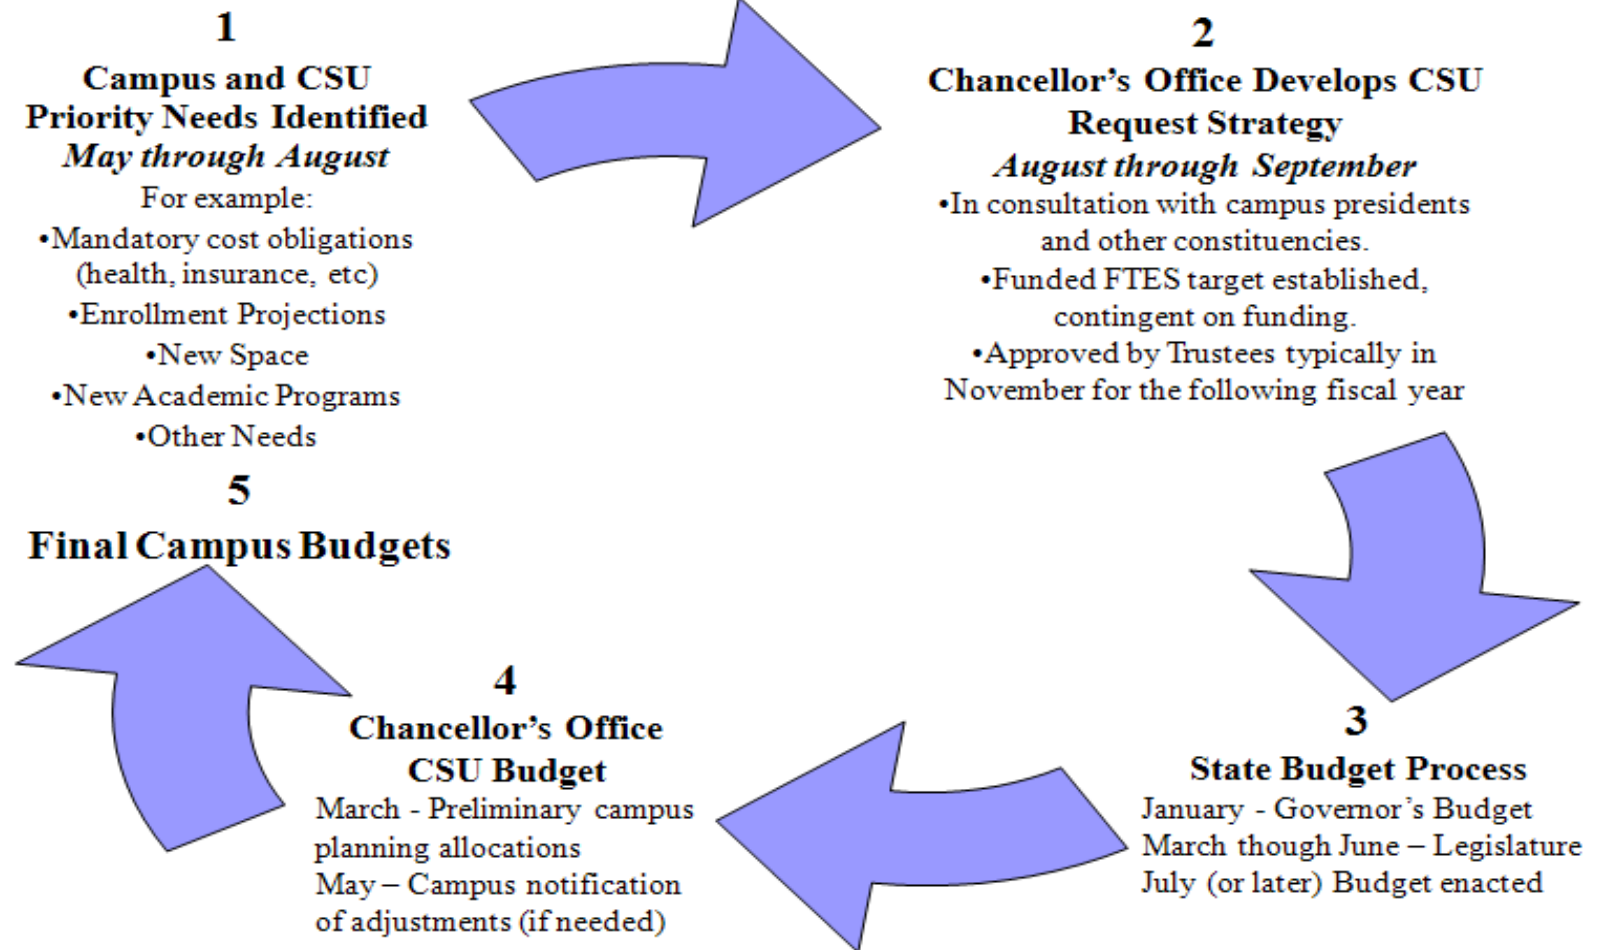 1
Campus and CSU
Priority Needs Identified
May through August
For example:
•Mandatory cost obligations
(health, insurance, etc)
•Enrollment Projections
•New Space
•New Academic Programs
•Other Needs
2
Chancellor’s Office Develops CSU
Request Strategy
August through September
•In consultation with campus presidents
and other constituencies.
•Funded FTES target established,
contingent on funding.
•Approved by Trustees typically in
November for the following fiscal year
3
State Budget Process
January - Governor’s Budget
March though June – Legislature
July (or later) Budget enacted
4
Chancellor’s Office
CSU Budget
March - Preliminary campus
planning allocations
May – Campus notification
of adjustments (if needed)
5
Final Campus Budgets